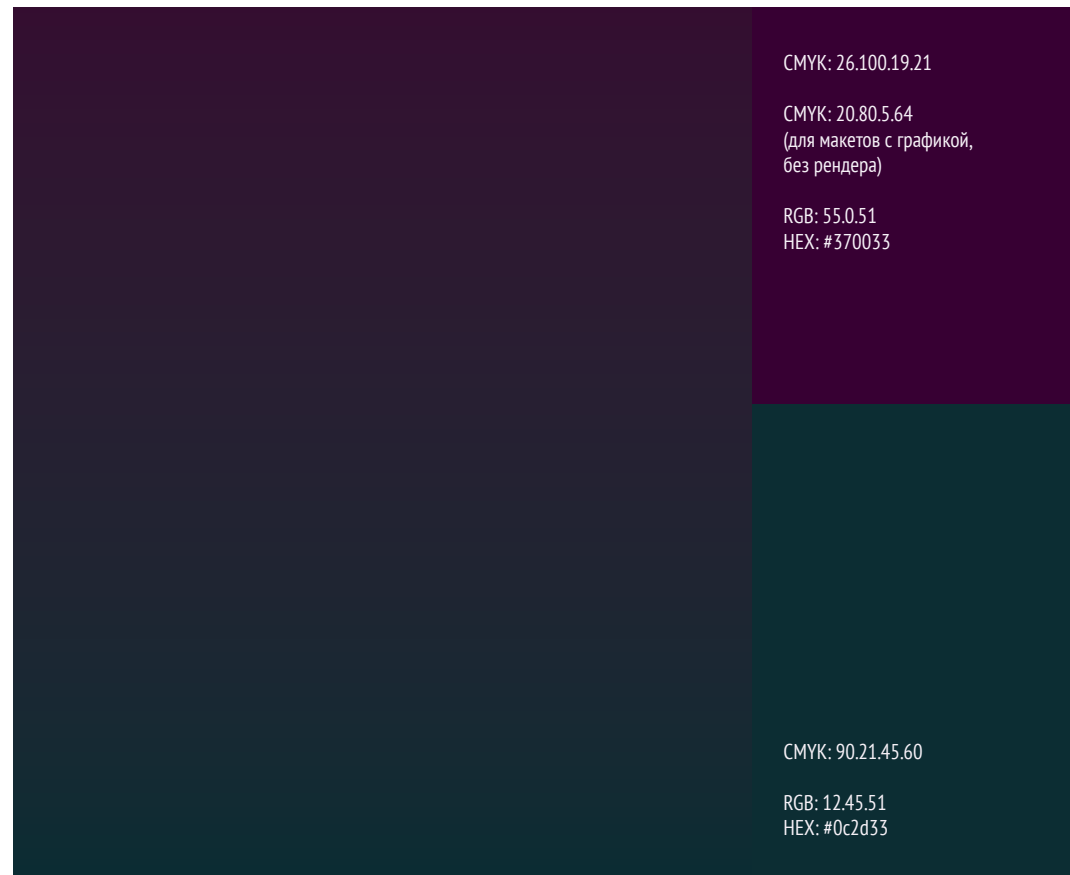 CMYK: 26.100.19.21
CMYK: 20.80.5.64
(для макетов с графикой,
без рендера)
RGB: 55.0.51
HEX: #370033
CMYK: 90.21.45.60
RGB: 12.45.51
HEX: #0c2d33